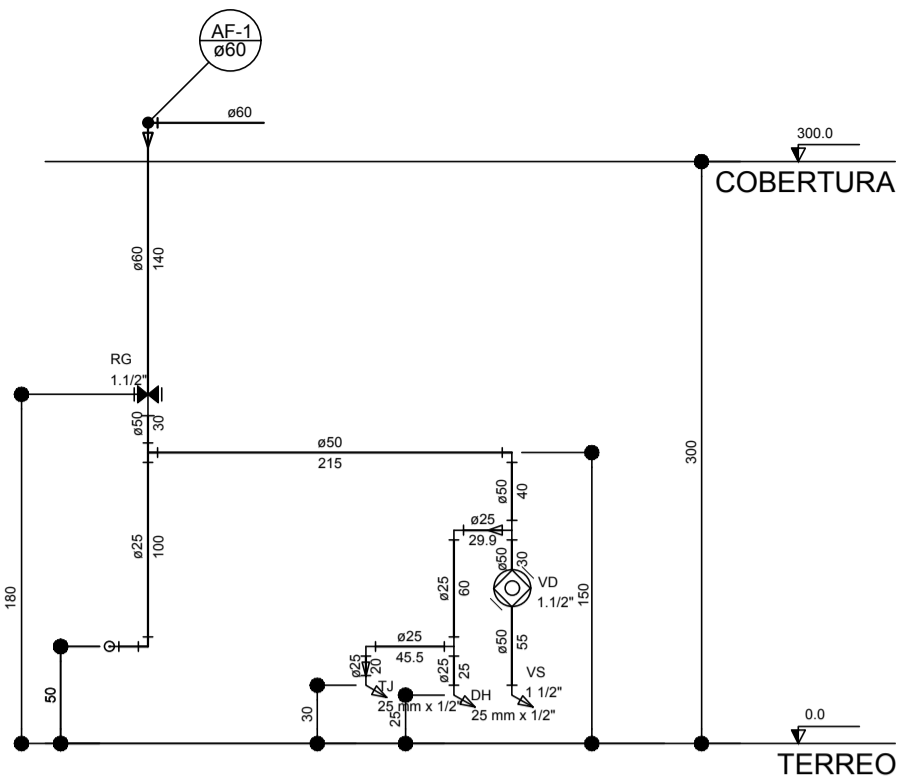 AF-1
ø60
ø60
300.0
COBERTURA
ø60
140
RG
1.1/2"
ø50
30
ø50
215
300
ø50
40
ø25
29.9
ø25
100
ø50
30
VD
1.1/2"
ø25
60
180
150
ø25
45.5
ø50
55
ø25
20
ø25
25
VS
1 1/2"
TJ
25 mm x 1/2"
DH
25 mm x 1/2"
50
30
25
0.0
TERREO